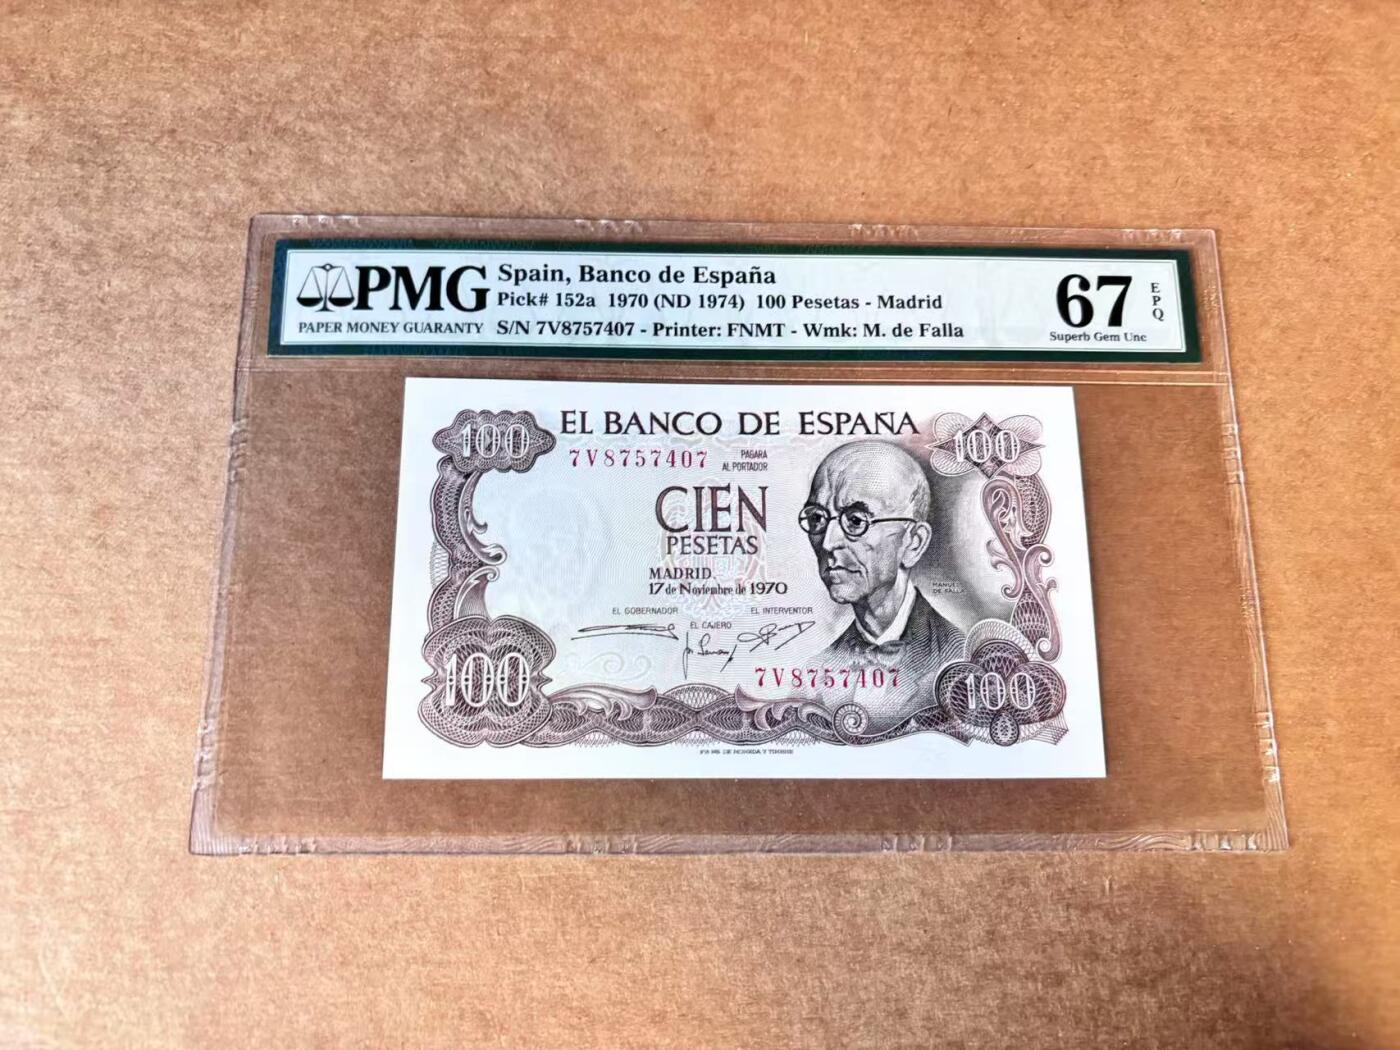 PMG
PAPER MONEY GUARANTY
Spain, Banco de España
Pick# 152a 1970 (ND 1974) 100 Pesetas - Madrid
S/N 7V8757407 - Printer: FNMT - Wmk: M. de Falla
67
EPQ
Superb Gem Unc
100
EL BANCO DE ESPAÑA
100
7V8757407
PAGARA
AL PORTADOR
CIEN
PESETAS
MADRID,
17 de Noviembre de 1970
MANUEL
DE FALLA
EL GOBERNADOR
EL INTERVENTOR
EL CAJERO
7V8757407
100
100
DE MONEDA Y TIMBRE